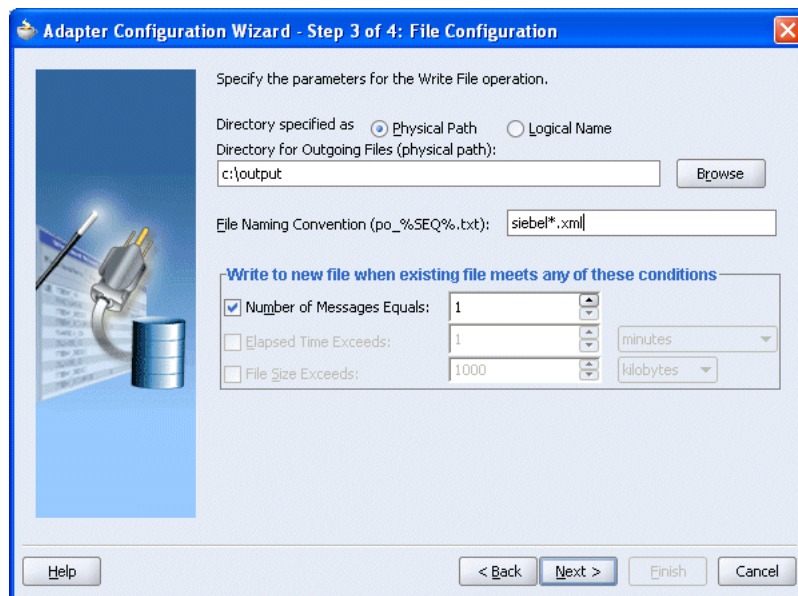 Adapter Configuration Wizard - Step 3 of 4: File Configuration
Specify the parameters for the Write File operation.
Directory specified as Physical Path Logical Name
Directory for Outgoing Files (physical path):
c:\output Browse
File Naming Convention (po_%SEQ%.txt): siebel*.xml
Write to new file when existing file meets any of these conditions
Number of Messages Equals: 1
Elapsed Time Exceeds: 1 minutes
File Size Exceeds: 1000 kilobytes
Help < Back Next > Finish Cancel